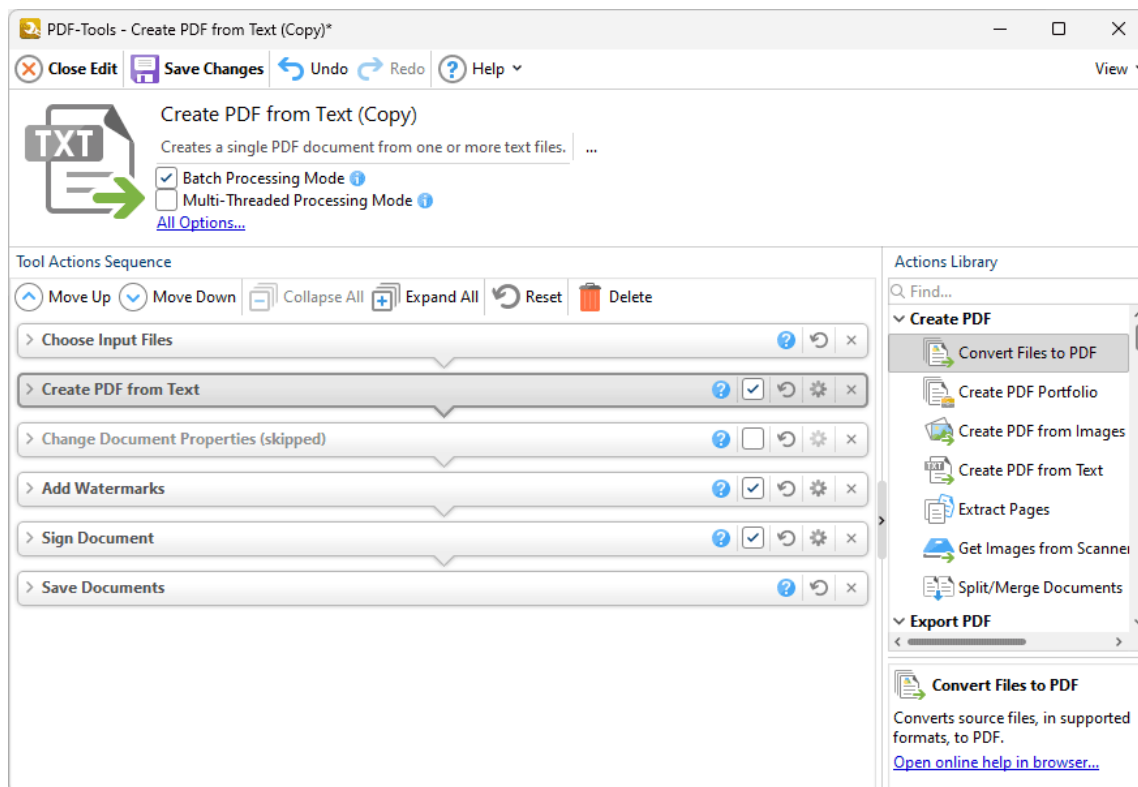 PDF-Tools - Create PDF from Text (Copy)*
Close Edit Save Changes Undo Redo Help View
TXT
Create PDF from Text (Copy)
Creates a single PDF document from one or more text files. ...
Batch Processing Mode
Multi-Threaded Processing Mode
All Options...
Tool Actions Sequence
Move Up Move Down Collapse All Expand All Reset Delete
Choose Input Files
Create PDF from Text
Change Document Properties (skipped)
Add Watermarks
Sign Document
Save Documents
Actions Library
Find...
Create PDF
Convert Files to PDF
Create PDF Portfolio
Create PDF from Images
TXT Create PDF from Text
Extract Pages
Get Images from Scanner
Split/Merge Documents
Export PDF
Convert Files to PDF
Converts source files, in supported
formats, to PDF.
Open online help in browser...